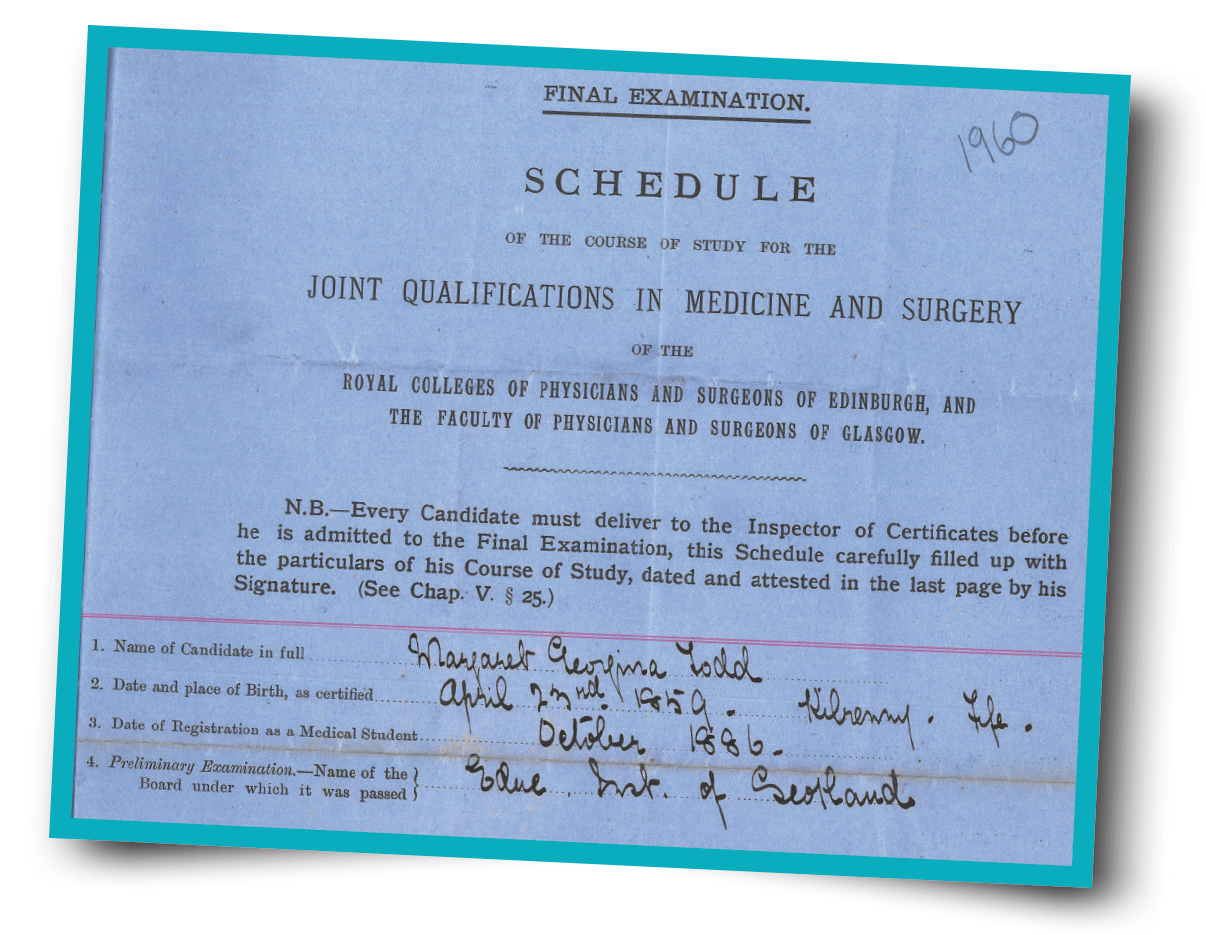 FINAL EXAMINATION.
1960
SCHEDULE
OF THE COURSE OF STUDY FOR THE
JOINT QUALIFICATIONS IN MEDICINE AND SURGERY
OF THE
ROYAL COLLEGES OF PHYSICIANS AND SURGEONS OF EDINBURGH, AND
THE FACULTY OF PHYSICIANS AND SURGEONS OF GLASGOW.
N.B.—Every Candidate must deliver to the Inspector of Certificates before
he is admitted to the Final Examination, this Schedule carefully filled up with
the particulars of his Course of Study, dated and attested in the last page by his
Signature. (See Chap. V. § 25.)
1. Name of Candidate in full Margaret Georgina Todd
2. Date and place of Birth, as certified April 23rd 1859. Kilrenny. Fife.
3. Date of Registration as a Medical Student October 1886.
4. Preliminary Examination.—Name of the
Board under which it was passed } Educ. Inst. of Scotland